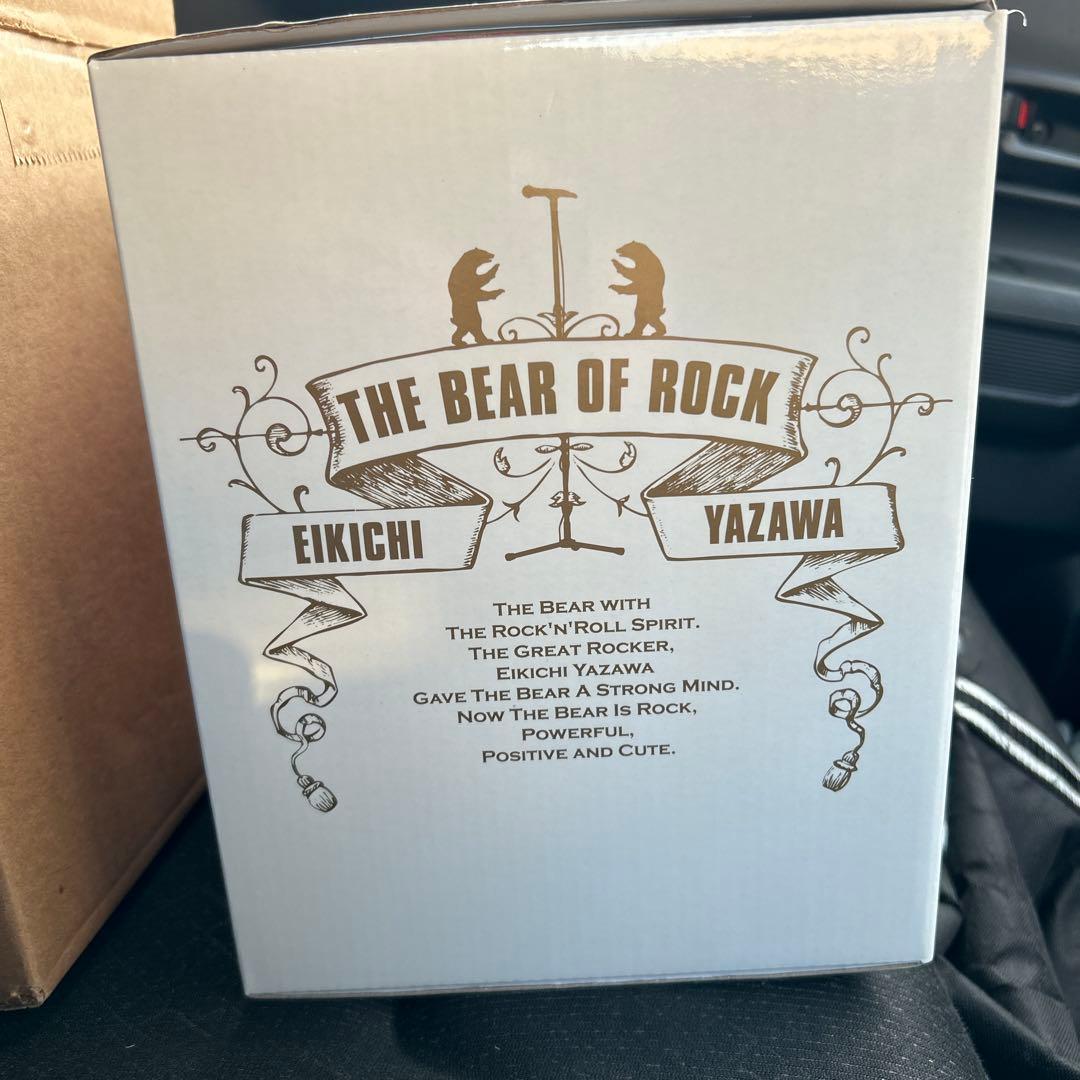 THE BEAR OF ROCK
EIKICHI YAZAWA
THE BEAR WITH
THE ROCK'N'ROLL SPIRIT.
THE GREAT ROCKER,
EIKICHI YAZAWA
GAVE THE BEAR A STRONG MIND.
NOW THE BEAR IS ROCK,
POWERFUL,
POSITIVE AND CUTE.